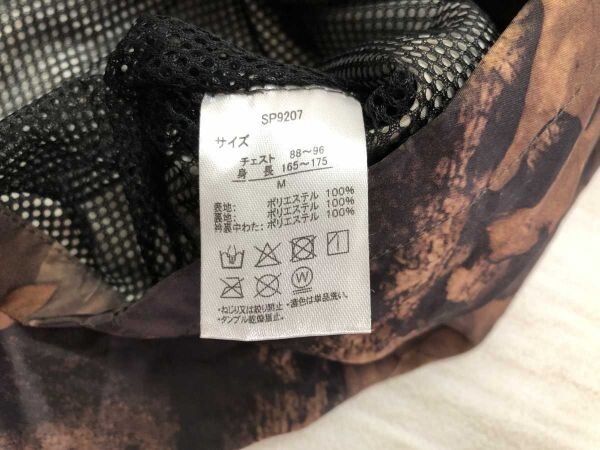 SP9207
サイズ
チェスト 88～96
身長 165～175
M
表地: ポリエステル 100%
裏地: ポリエステル 100%
衿裏中わた: ポリエステル 100%
W
・ねじり又は絞り禁止 ・濃色は単品洗い。
・タンブル乾燥禁止。